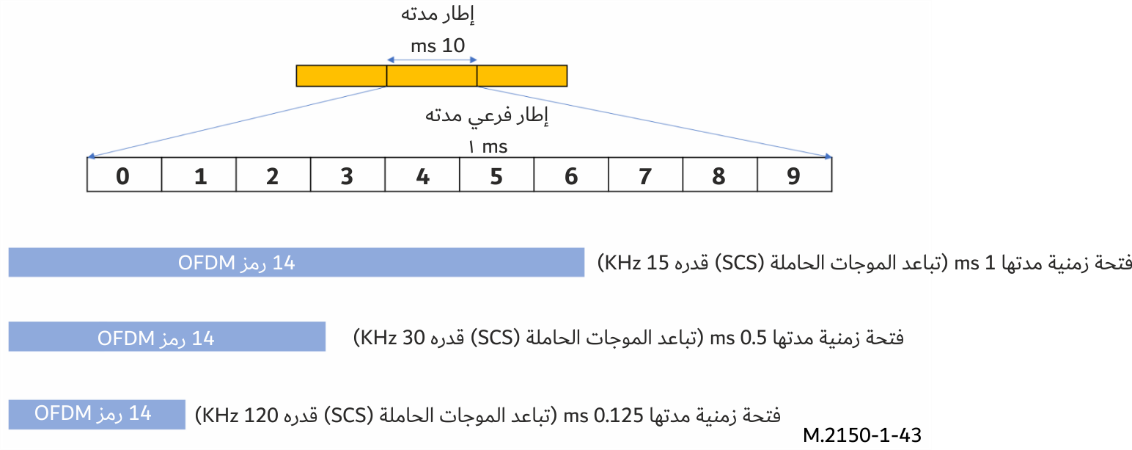 إطار مدته
10 ms
إطار فرعي مدته
١ ms
0 1 2 3 4 5 6 7 8 9
14 رمز OFDM
فتحة زمنية مدتها 1 ms (تباعد الموجات الحاملة (SCS) قدره 15 KHz)
14 رمز OFDM
فتحة زمنية مدتها 0.5 ms (تباعد الموجات الحاملة (SCS) قدره 30 KHz)
14 رمز OFDM
فتحة زمنية مدتها 0.125 ms (تباعد الموجات الحاملة (SCS) قدره 120 KHz)
M.2150-1-43